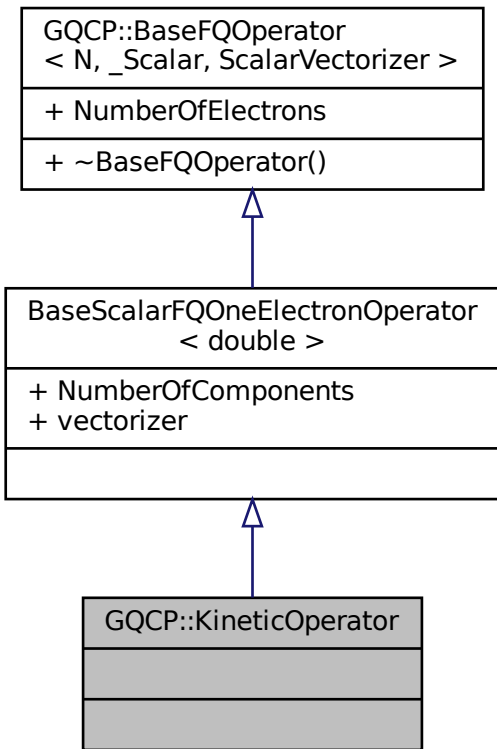 GQCP::BaseFQOperator
< N, _Scalar, ScalarVectorizer >
+ NumberOfElectrons
+ ~BaseFQOperator()
BaseScalarFQOneElectronOperator
< double >
+ NumberOfComponents
+ vectorizer
GQCP::KineticOperator